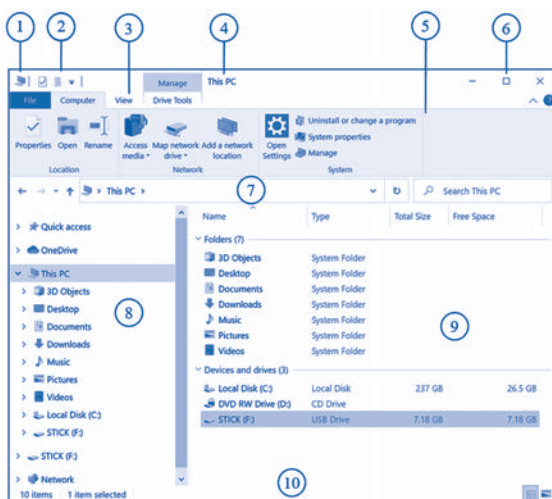 1 2 3 4 5 6
Manage This PC
File Computer View Drive Tools
Properties Open Rename Access media Map network drive Add a network location Open Settings
Uninstall or change a program
System properties
Manage
Location Network System
7
This PC Search This PC
Name Type Total Size Free Space
Quick access
OneDrive
This PC
3D Objects
Desktop
Documents
Downloads
Music
Pictures
Videos
Local Disk (C:)
STICK (F:)
STICK (F:)
Network
8
Folders (7)
3D Objects System Folder
Desktop System Folder
Documents System Folder
Downloads System Folder
Music System Folder
Pictures System Folder
Videos System Folder
9
Devices and drives (3)
Local Disk (C:) Local Disk 237 GB 26.5 GB
DVD RW Drive (D:) CD Drive
STICK (F:) USB Drive 7.18 GB 7.18 GB
10
10 items 1 item selected